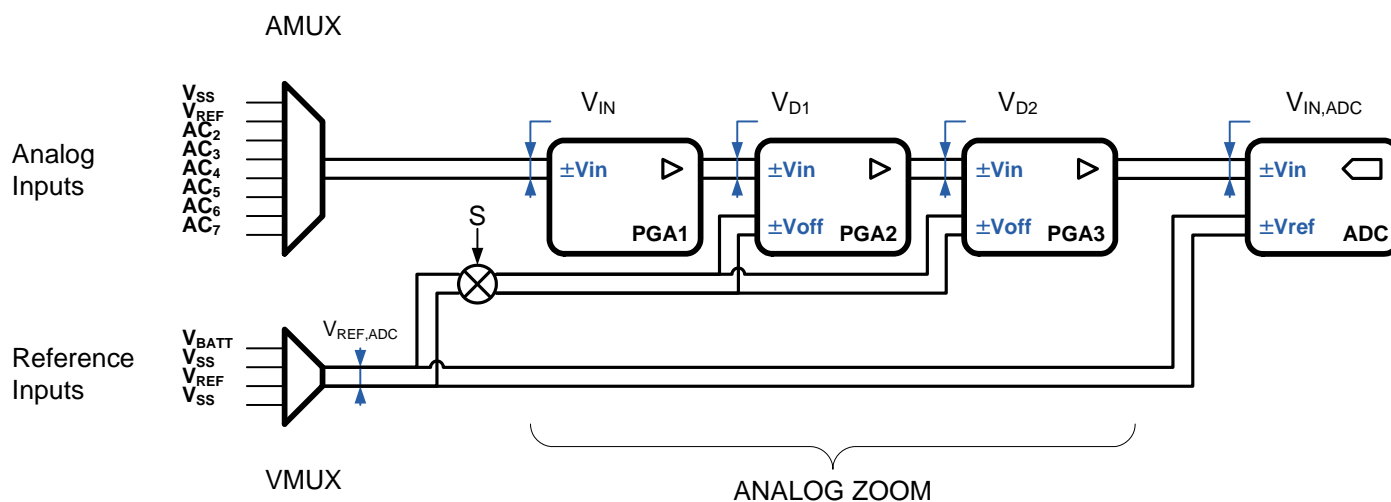 AMUX
Analog
Inputs
VSS
VREF
AC2
AC3
AC4
AC5
AC6
AC7
VIN
VD1
VD2
VIN,ADC
±Vin
PGA1
±Vin
±Voff
PGA2
±Vin
±Voff
PGA3
±Vin
±Vref
ADC
S
Reference
Inputs
VBATT
VSS
VREF
VSS
VREF,ADC
VMUX
ANALOG ZOOM